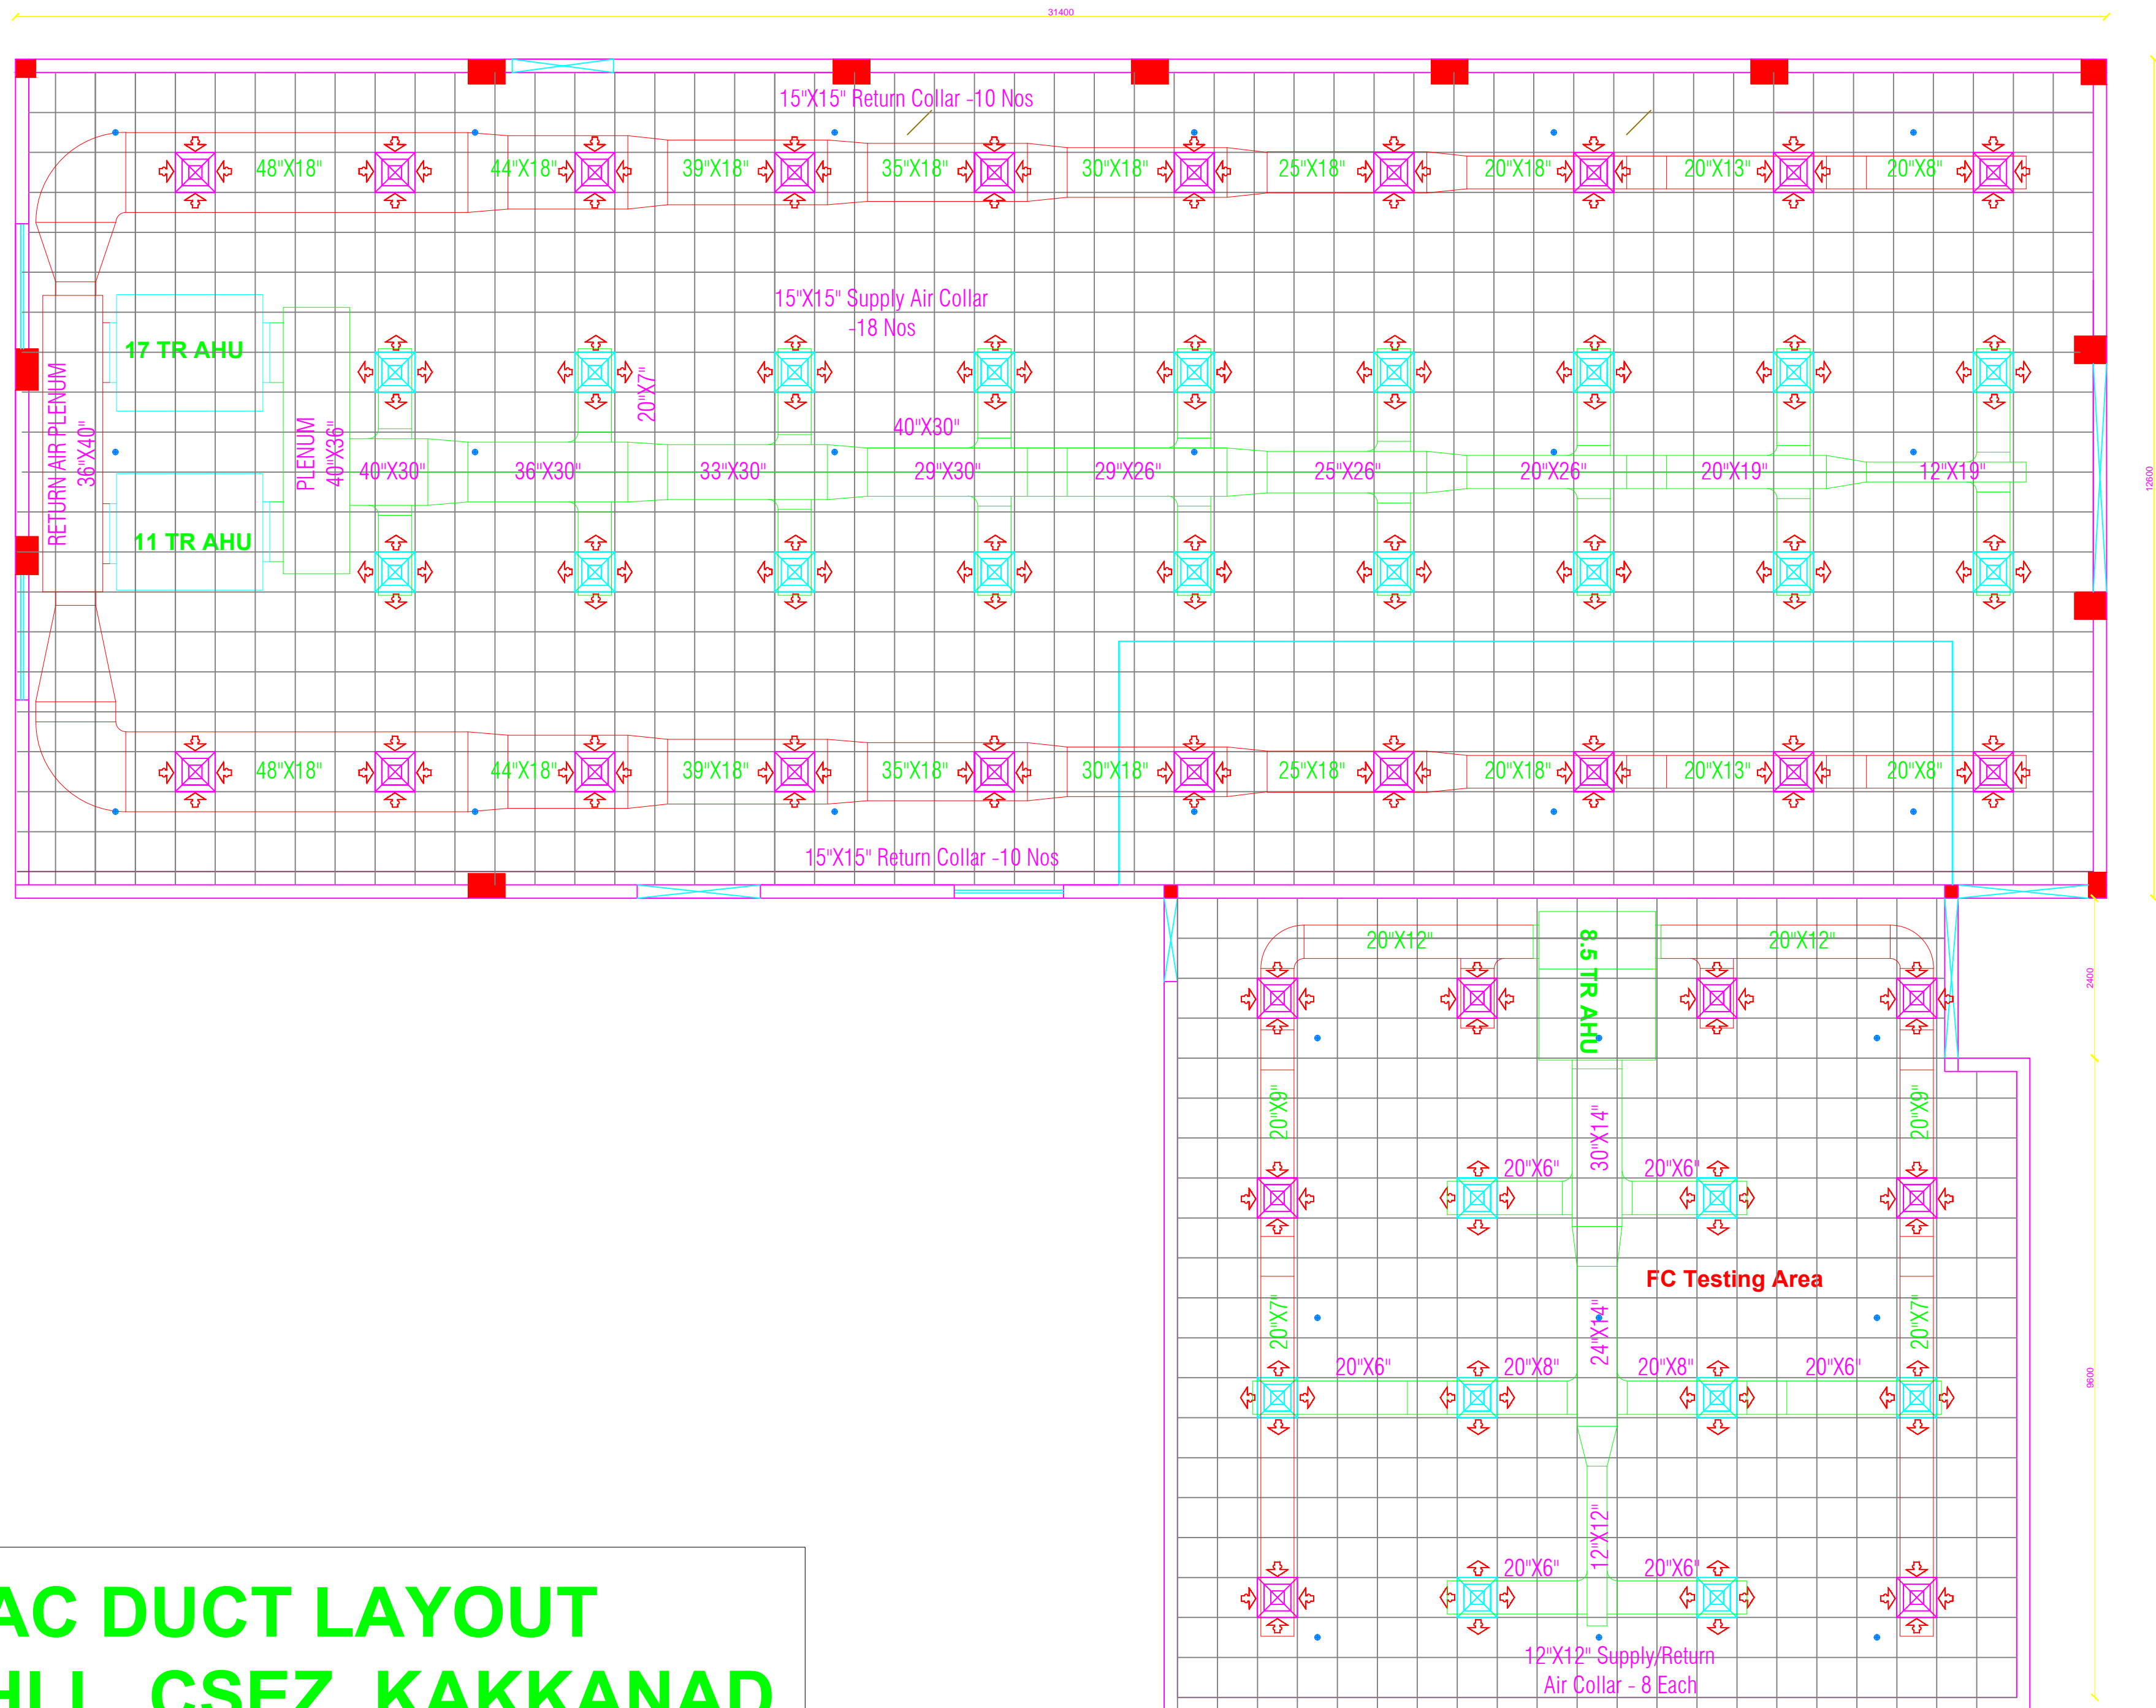 31400
15"X15" Return Collar -10 Nos
48"X18" 44"X18" 39"X18" 35"X18" 30"X18" 25"X18" 20"X18" 20"X13" 20"X8"
15"X15" Supply Air Collar
-18 Nos
17 TR AHU
20"X7"
RETURN AIR PLENUM
36"X40"
PLENUM
40"X36"
40"X30"
40"X30" 36"X30" 33"X30" 29"X30" 29"X26" 25"X26" 20"X26" 20"X19" 12"X19"
12600
11 TR AHU
48"X18" 44"X18" 39"X18" 35"X18" 30"X18" 25"X18" 20"X18" 20"X13" 20"X8"
15"X15" Return Collar -10 Nos
20"X12" 20"X12"
8.5 TR AHU
2400
20"X9" 30"X14" 20"X9"
20"X6" 20"X6"
FC Testing Area
20"X7" 24"X14" 20"X7"
20"X6" 20"X8" 20"X8" 20"X6'
9600
12"X12"
20"X6" 20"X6"
12"X12" Supply/Return
Air Collar - 8 Each
AC DUCT LAYOUT
CSEZ, KAKKANAD